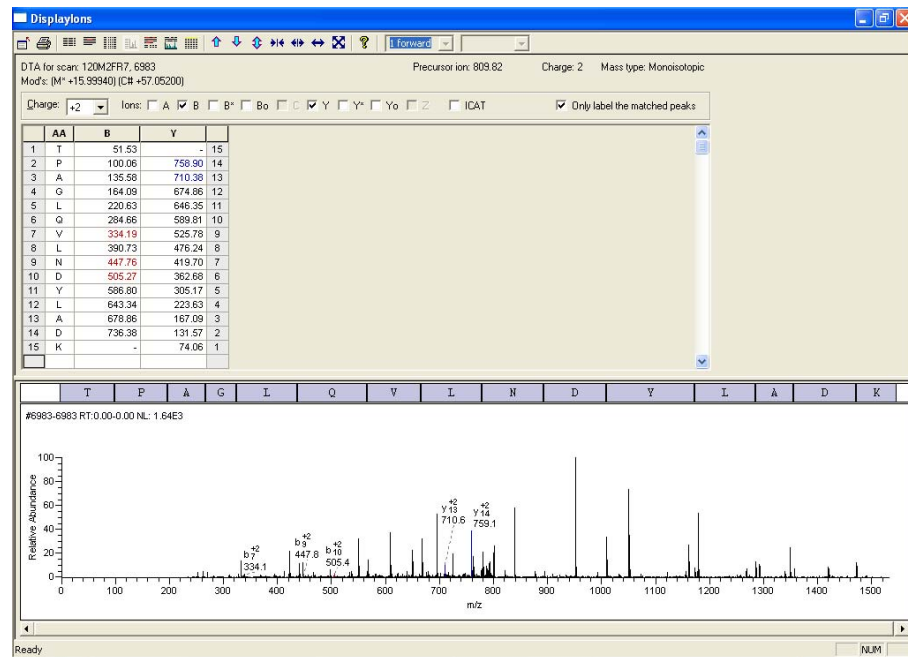 DisplayIons
1 forward
DTA for scan: 120M2FR7, 6983 Precursor ion: 809.82 Charge: 2 Mass type: Monoisotopic
Mod's: (M* +15.99940) (C# +57.05200)
Charge: +2 Ions: A B B* Bo C Y Y* Yo Z ICAT Only label the matched peaks
AA B Y
1 T 51.53 - 15
2 P 100.06 758.90 14
3 A 135.58 710.38 13
4 G 164.09 674.86 12
5 L 220.63 646.35 11
6 Q 284.66 589.81 10
7 V 334.19 525.78 9
8 L 390.73 476.24 8
9 N 447.76 419.70 7
10 D 505.27 362.68 6
11 Y 586.80 305.17 5
12 L 643.34 223.63 4
13 A 678.86 167.09 3
14 D 736.38 131.57 2
15 K - 74.06 1
T P A G L Q V L N D Y L A D K
#6983-6983 RT:0.00-0.00 NL: 1.64E3
Relative Abundance
100
80
60
40
20
0
y +2 13 710.6
y +2 14 759.1
b +2 7 334.1
b +2 9 447.8
b +2 10 505.4
0 100 200 300 400 500 600 700 800 900 1000 1100 1200 1300 1400 1500
m/z
Ready NUM